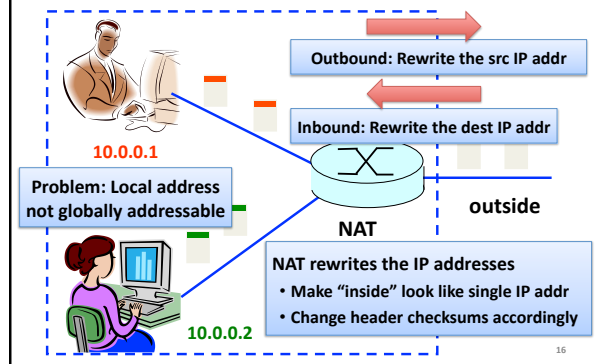 Outbound: Rewrite the src IP addr
Inbound: Rewrite the dest IP addr
10.0.0.1
Problem: Local address
not globally addressable
NAT
outside
NAT rewrites the IP addresses
• Make “inside” look like single IP addr
• Change header checksums accordingly
10.0.0.2
16